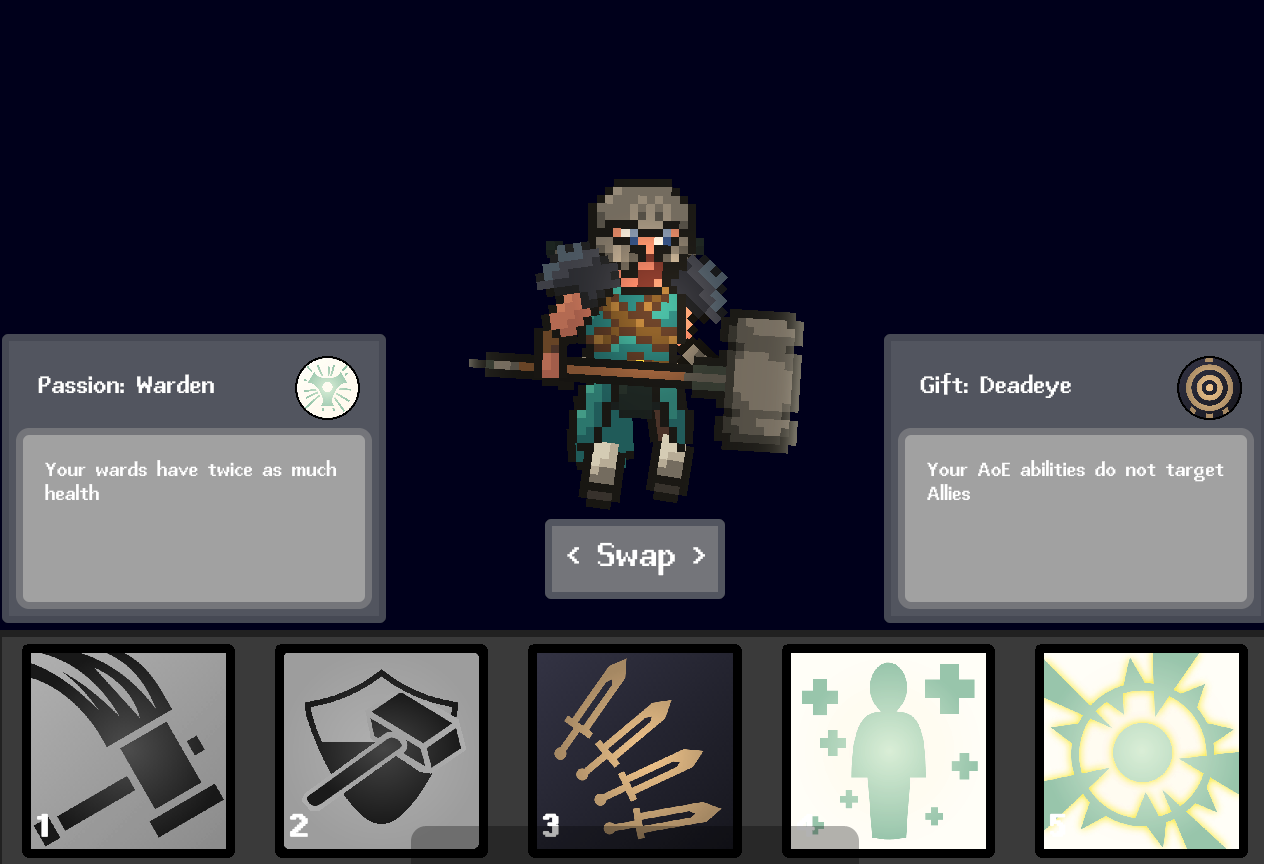 Passion: Warden
Your wards have twice as much
health
Gift: Deadeye
Your AoE abilities do not target
Allies
< Swap >
1
2
3